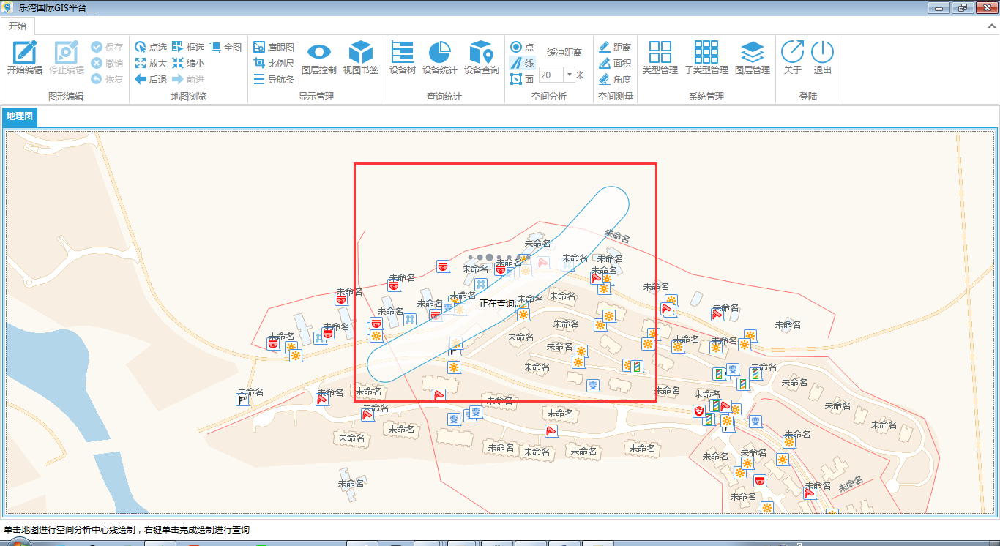 乐湾国际GIS平台___
开始
点选 框选 全图 鹰眼图 点 缓冲距离 距离
保存
撤销
恢复
放大 缩小 比例尺 线 面积
后退 前进 导航条 面 20 米 角度
开始编辑 停止编辑 图层控制 视图书签 设备树 设备统计 设备查询 类型管理 子类型管理 图层管理 关于 退出
图形编辑 地图浏览 显示管理 查询统计 空间分析 空间测量 系统管理 登陆
地理图
未命名
未命名
未命名 未命名 未命名
未命名
未命名 未命名
未命名 未命名
未命名 未命名 未命名
未命名 未命名
未命名 未命名 未命名
未命名 未命名 未命名 未命名
未命名 未命名
未命名 未命名
变
正在查询...
未命名 未命名 未命名 未命名 未命名
变 变
未命名 未命名 未命名
变 变 变 变
未命名 未命名 未命名
安
未命名 未命名
未命名 未命名 未命名 未命名 未命名
未命名 未命名
未命名 未命名 未命名
未命名
单击地图进行空间分析中心线绘制，右键单击完成绘制进行查询